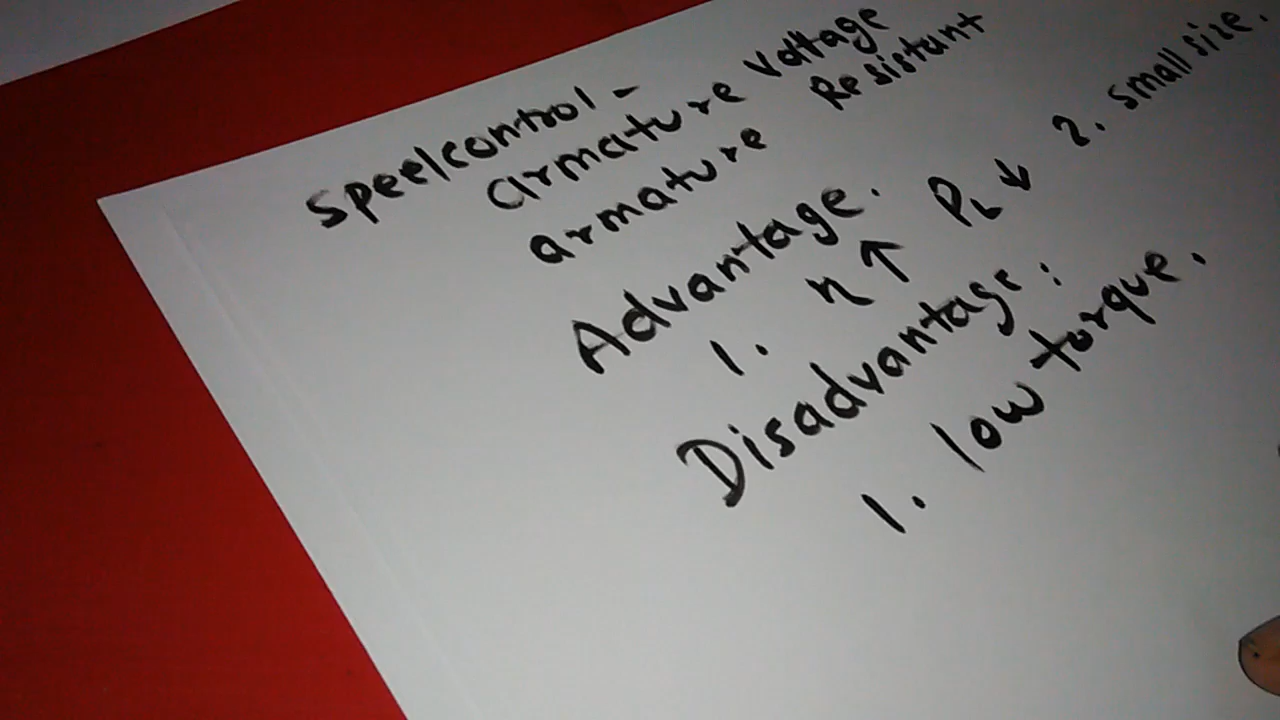 Speelcontrol -
armature voltage
armature Resistant
Advantage.
1. η ↑ PL ↓ 2. small size.
Disadvantage:
1. low torque.